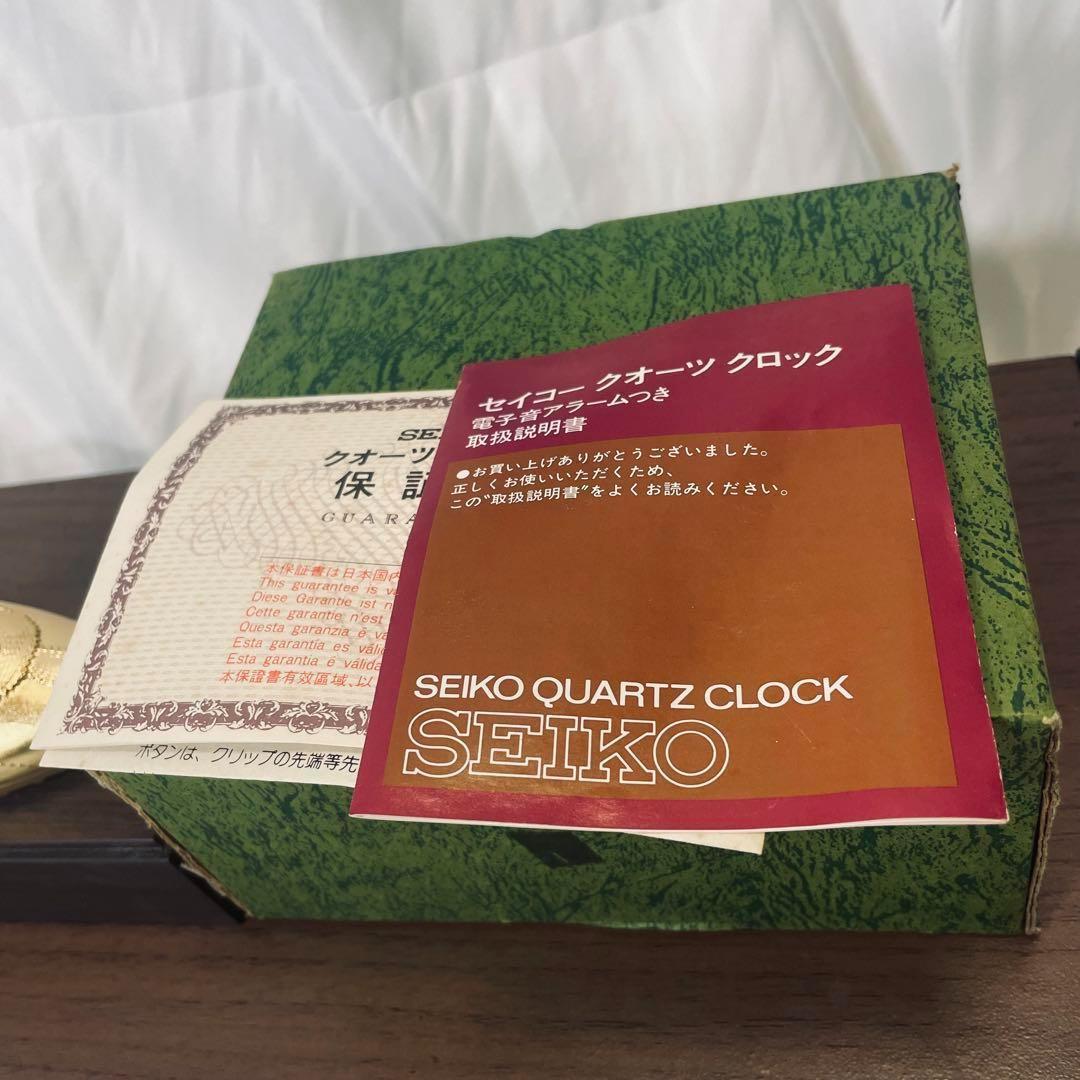 セイコー クオーツ クロック
電子音アラームつき
取扱説明書
●お買い上げありがとうございました。
正しくお使いいただくため、
この“取扱説明書”をよくお読みください。
SEIKO QUARTZ CLOCK
SEIKO
SE
クオーツ
保 証
GUARA
本保証書は日本国内
This guarantee is va
Diese Garantie ist n
Cette garantie n'est
Questa garanzia è va
Esta garantía es váli
Esta garantia é válida
本保證書有效區域、以
ボタンは、クリップの先端等先